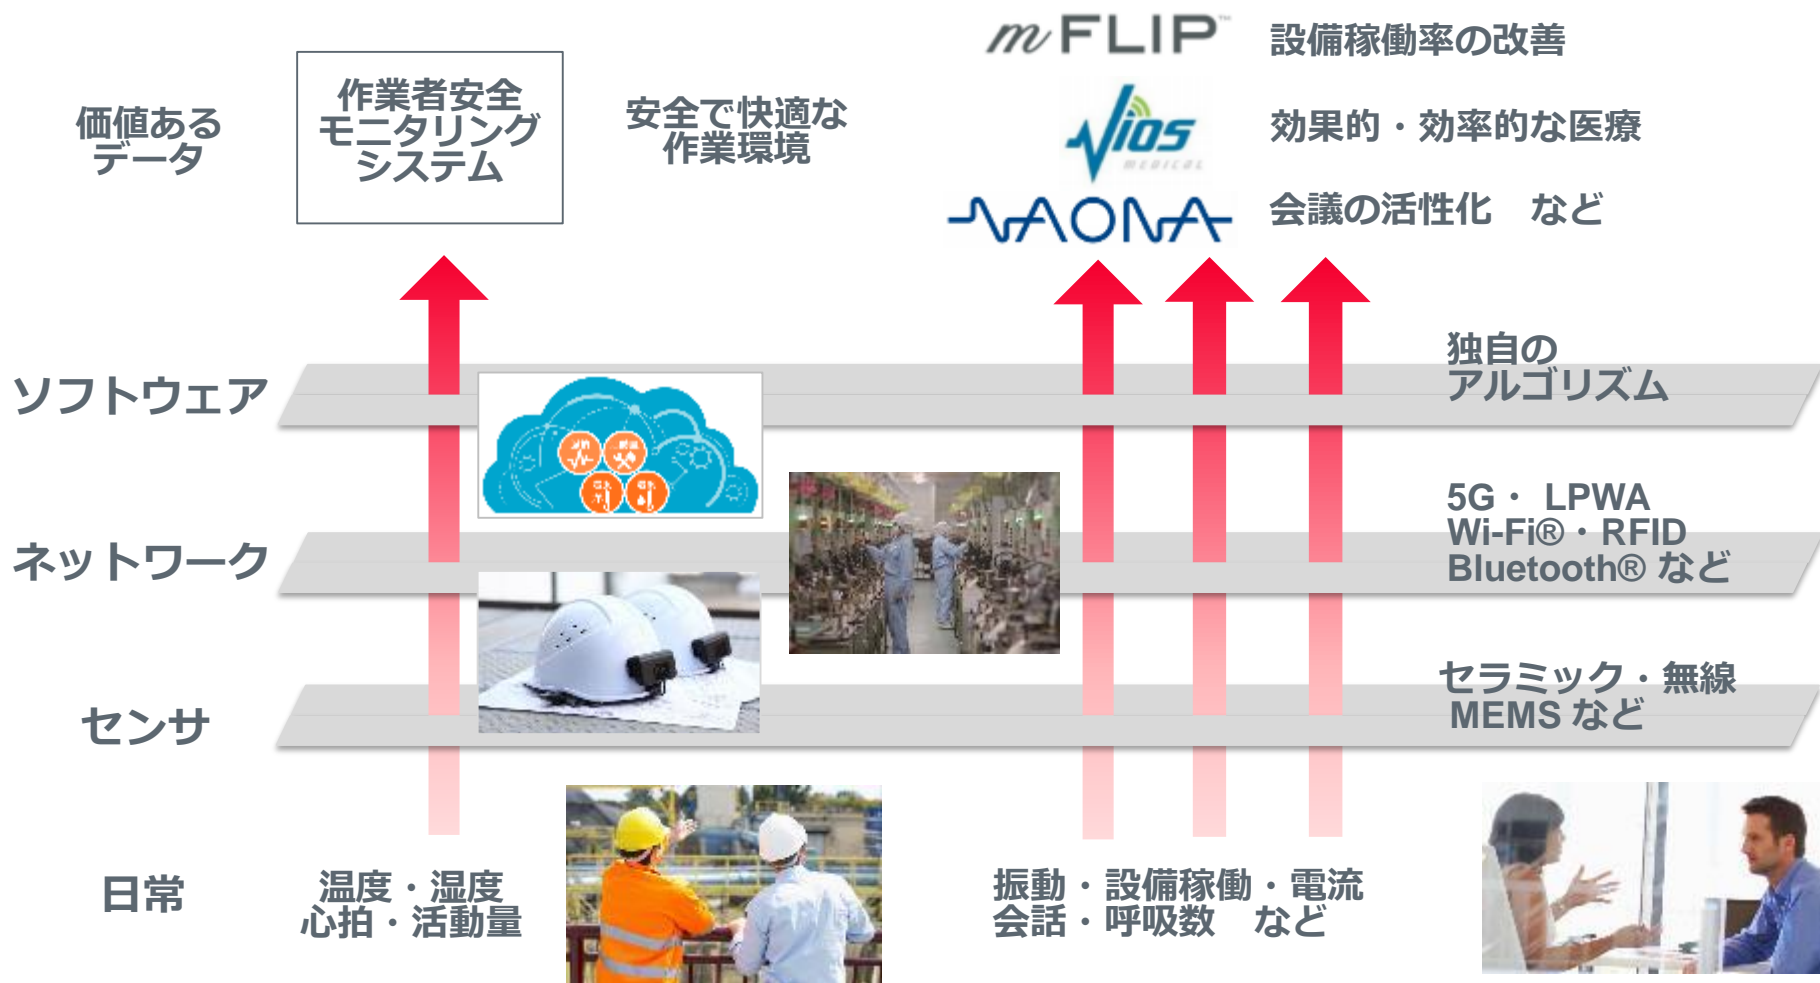 mFLIP™
設備稼働率の改善
価値ある
データ
作業者安全
モニタリング
システム
安全で快適な
作業環境
Vios
MEDICAL
効果的・効率的な医療
NAONA
会議の活性化　など
ソフトウェア
独自の
アルゴリズム
ネットワーク
5G・ LPWA
Wi-Fi®・RFID
Bluetooth® など
センサ
セラミック・無線
MEMS など
日常
温度・湿度
心拍・活動量
振動・設備稼働・電流
会話・呼吸数　など